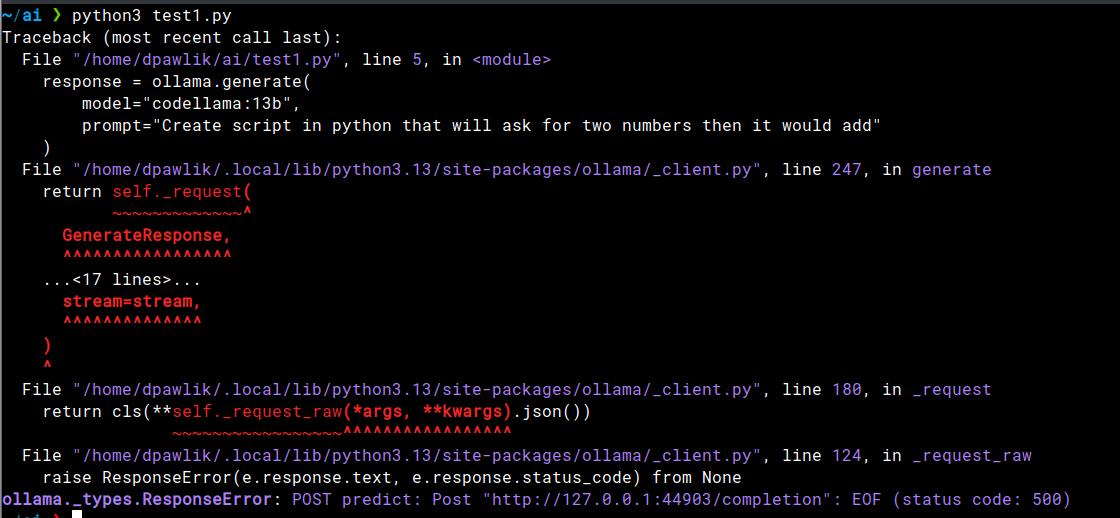 ~/ai ❯ python3 test1.py
Traceback (most recent call last):
  File "/home/dpawlik/ai/test1.py", line 5, in <module>
    response = ollama.generate(
        model="codellama:13b",
        prompt="Create script in python that will ask for two numbers then it would add"
    )
  File "/home/dpawlik/.local/lib/python3.13/site-packages/ollama/_client.py", line 247, in generate
    return self._request(
           ~~~~~~~~~~~~~^
      GenerateResponse,
      ^^^^^^^^^^^^^^^^^
    ...<17 lines>...
      stream=stream,
      ^^^^^^^^^^^^^^
    )
    ^
  File "/home/dpawlik/.local/lib/python3.13/site-packages/ollama/_client.py", line 180, in _request
    return cls(**self._request_raw(*args, **kwargs).json())
                 ~~~~~~~~~~~~~~~~~^^^^^^^^^^^^^^^^^
  File "/home/dpawlik/.local/lib/python3.13/site-packages/ollama/_client.py", line 124, in _request_raw
    raise ResponseError(e.response.text, e.response.status_code) from None
ollama._types.ResponseError: POST predict: Post "http://127.0.0.1:44903/completion": EOF (status code: 500)
~/ai ❯